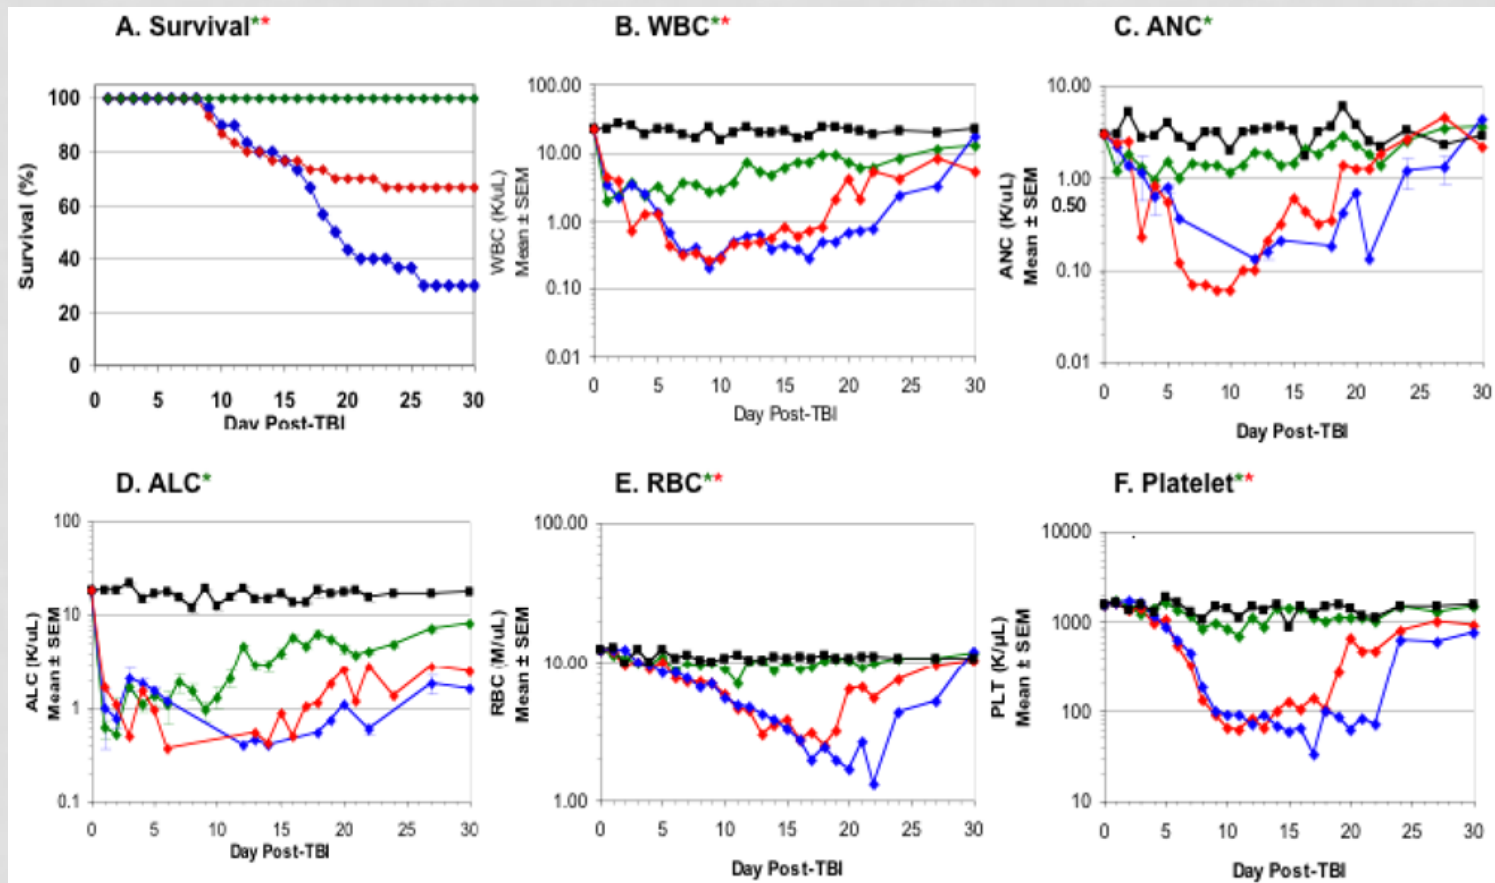 A. Survival**
B. WBC**
C. ANC*
100
80
60
40
20
0
Survival (%)
0 5 10 15 20 25 30
Day Post-TBI
100.00
10.00
1.00
0.10
0.01
WBC (K/uL)
Mean ± SEM
0 5 10 15 20 25 30
Day Post-TBI
10.00
1.00
0.50
0.10
0.01
ANC (K/uL)
Mean ± SEM
0 5 10 15 20 25 30
Day Post-TBI
D. ALC*
E. RBC**
F. Platelet**
100
10
1
0.1
ALC (K/uL)
Mean ± SEM
0 5 10 15 20 25 30
Day Post-TBI
100.00
10.00
1.00
RBC (M/uL)
Mean ± SEM
0 5 10 15 20 25 30
Day Post-TBI
10000
1000
100
10
PLT (K/µL)
Mean ± SEM
0 5 10 15 20 25 30
Day Post-TBI